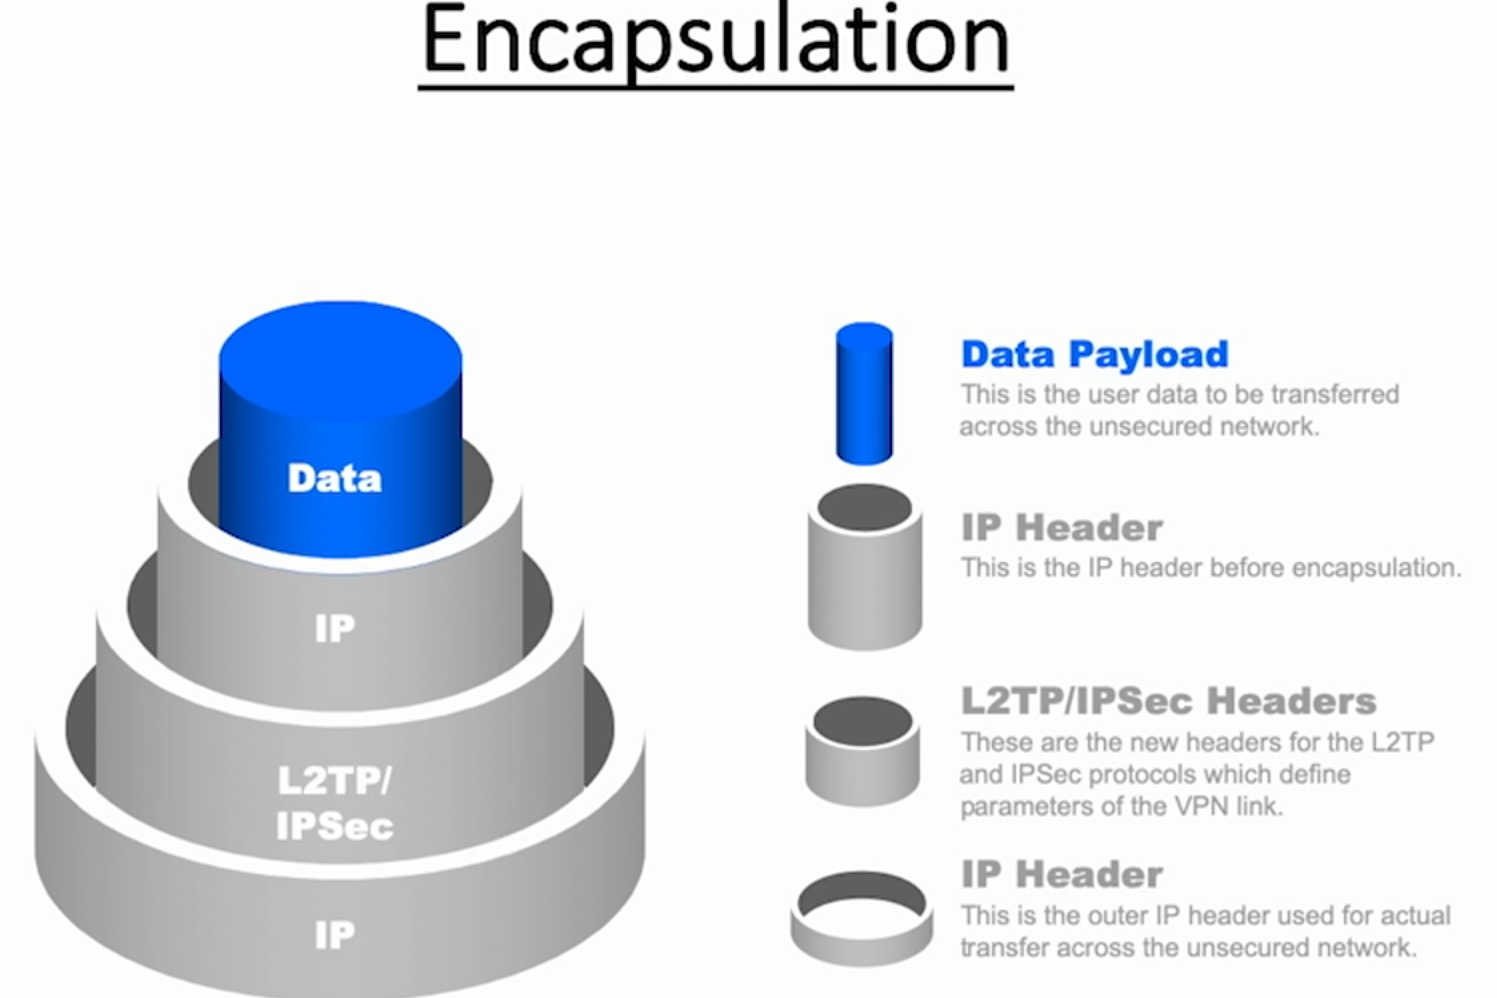 Encapsulation
Data
IP
L2TP/
IPSec
IP
Data Payload
This is the user data to be transferred
across the unsecured network.
IP Header
This is the IP header before encapsulation.
L2TP/IPSec Headers
These are the new headers for the L2TP
and IPSec protocols which define
parameters of the VPN link.
IP Header
This is the outer IP header used for actual
transfer across the unsecured network.